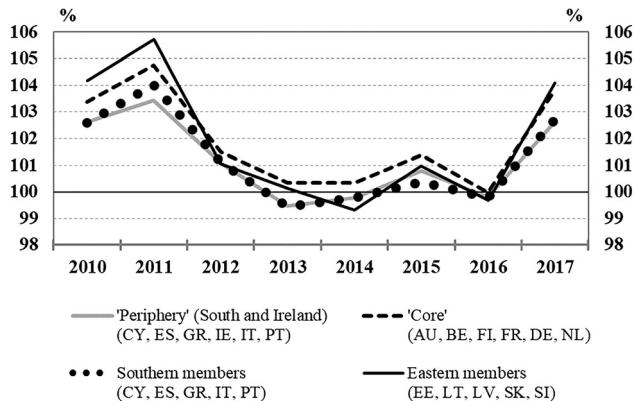 % %
106 106
105 105
104 104
103 103
102 102
101 101
100 100
99 99
98 98
2010 2011 2012 2013 2014 2015 2016 2017
'Periphery' (South and Ireland)
(CY, ES, GR, IE, IT, PT)
'Core'
(AU, BE, FI, FR, DE, NL)
Southern members
(CY, ES, GR, IT, PT)
Eastern members
(EE, LT, LV, SK, SI)